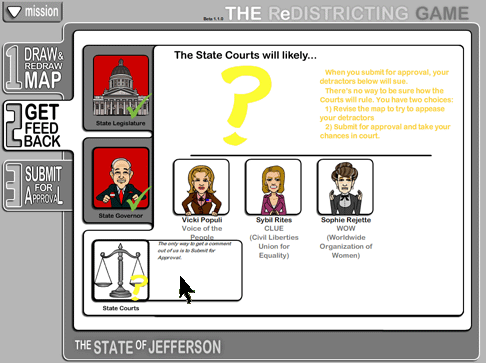 mission
Beta 1.1.0
THE ReDISTRICTING GAME
1 DRAW &
REDRAW
MAP
2 GET
FEED
BACK
3 SUBMIT
FOR
APPROVAL
State Legislature
State Governor
State Courts
The State Courts will likely...
?
When you submit for approval, your
detractors below will sue.
There's no way to be sure how the
Courts will rule. You have two choices:
1) Revise the map to try to appease
your detractors
2) Submit for approval and take your
chances in court.
Vicki Populi
Voice of the
People
Sybil Rites
CLUE
(Civil Liberties
Union for
Equality)
Sophie Rejette
WOW
(Worldwide
Organization of
Women)
The only way to get a comment
out of us is to Submit for
Approval.
?
THE STATE OF JEFFERSON